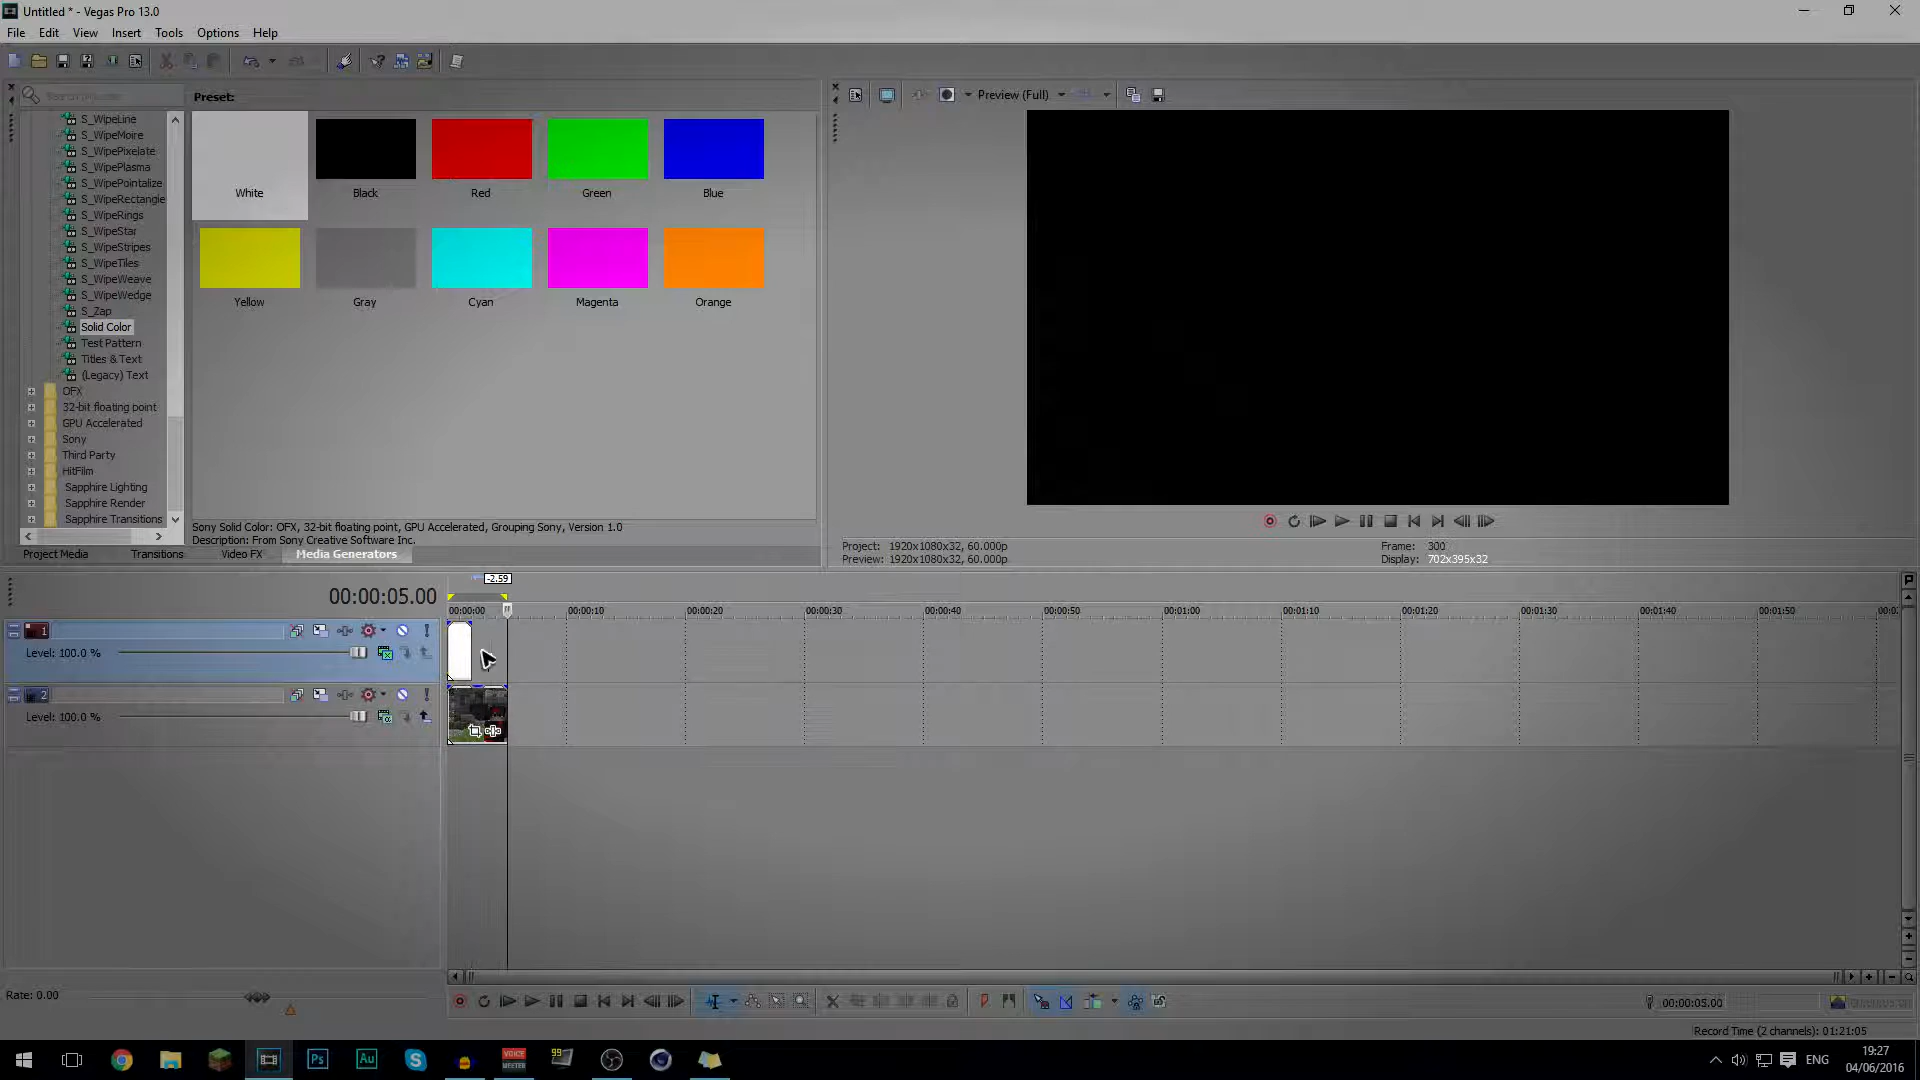 Untitled * - Vegas Pro 13.0
File Edit View Insert Tools Options Help
Preset:
Preview (Full)
S_WipeLine
S_WipeMoire
S_WipePixelate
S_WipePlasma
S_WipePointalize
S_WipeRectangle
S_WipeRings
S_WipeStar
S_WipeStripes
S_WipeTiles
S_WipeWeave
S_WipeWedge
S_Zap
Solid Color
Test Pattern
Titles & Text
(Legacy) Text
OFX
32-bit floating point
GPU Accelerated
Sony
Third Party
HitFilm
Sapphire Lighting
Sapphire Render
Sapphire Transitions
White Black Red Green Blue
Yellow Gray Cyan Magenta Orange
Sony Solid Color: OFX, 32-bit floating point, GPU Accelerated, Grouping Sony, Version 1.0
Description: From Sony Creative Software Inc.
Project Media Transitions Video FX Media Generators
Project: 1920x1080x32, 60.000p
Preview: 1920x1080x32, 60.000p
Frame: 300
Display: 702x395x32
-2.59
00:00:05.00
00:00:00 00:00:10 00:00:20 00:00:30 00:00:40 00:00:50 00:01:00 00:01:10 00:01:20 00:01:30 00:01:40 00:01:50
1
Level: 100.0 %
2
Level: 100.0 %
Rate: 0.00
00:00:05.00
Record Time (2 channels): 01:21:05
Ps Au VOICE MEETER 99
ENG
19:27
04/06/2016